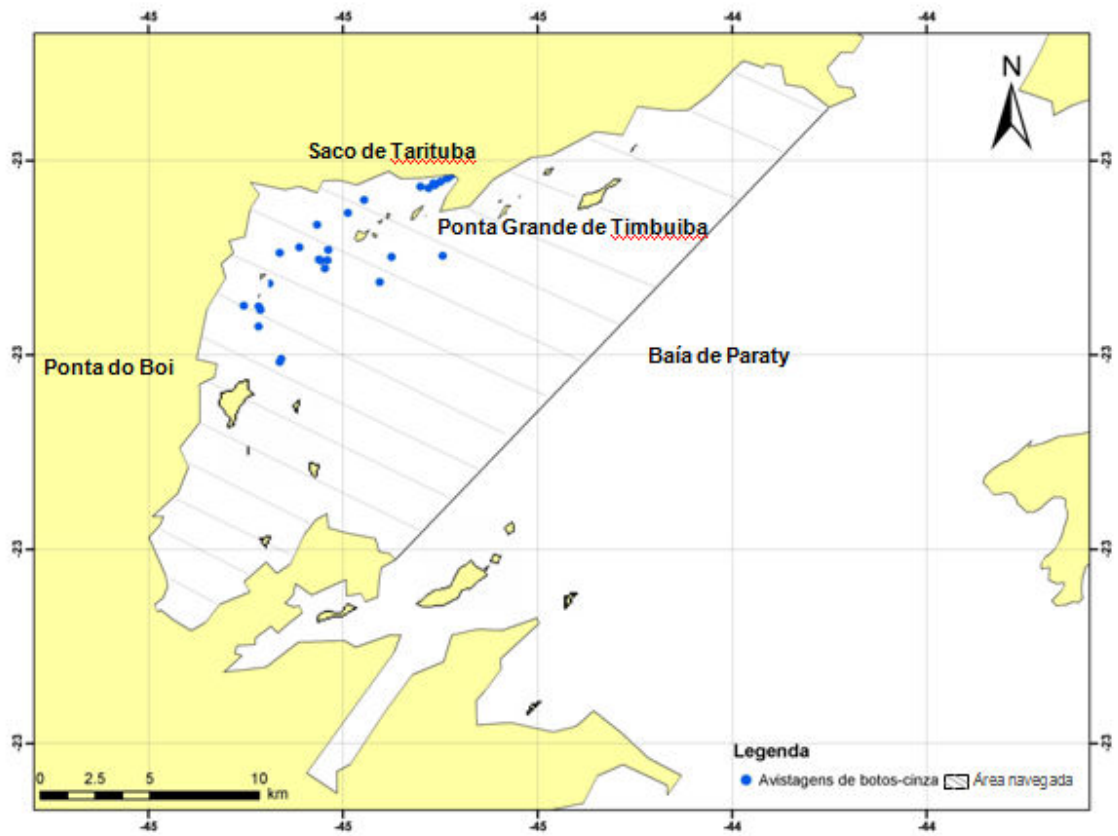 -45 -45 -45 -44 -44
N
-23 -23
Saco de Tarituba
Ponta Grande de Timbuiba
-23 -23
Ponta do Boi
Baía de Paraty
-23 -23
-23 -23
Legenda
Avistagens de botos-cinza Área navegada
0 2.5 5 10
km
-45 -45 -45 -44 -44